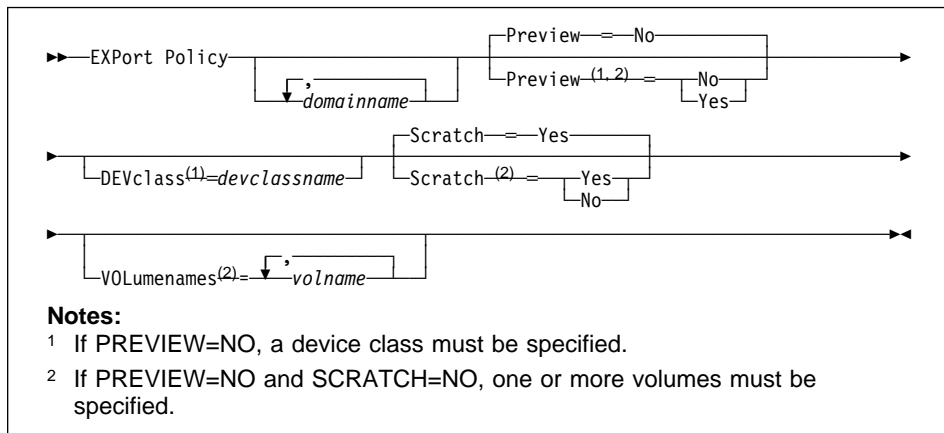 Preview = No
EXPort Policy
, Preview (1, 2) = No
domainname Yes
Scratch = Yes
DEVclass (1)=devclassname Scratch (2) = Yes
No
,
VOLumenames (2)= volname
Notes:
1 If PREVIEW=NO, a device class must be specified.
2 If PREVIEW=NO and SCRATCH=NO, one or more volumes must be
specified.